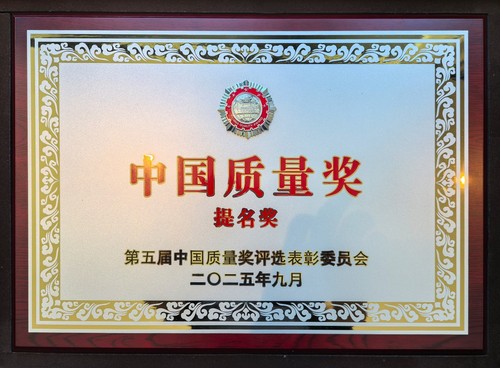 中国质量奖
提名奖
第五届中国质量奖评选表彰委员会
二〇二五年九月